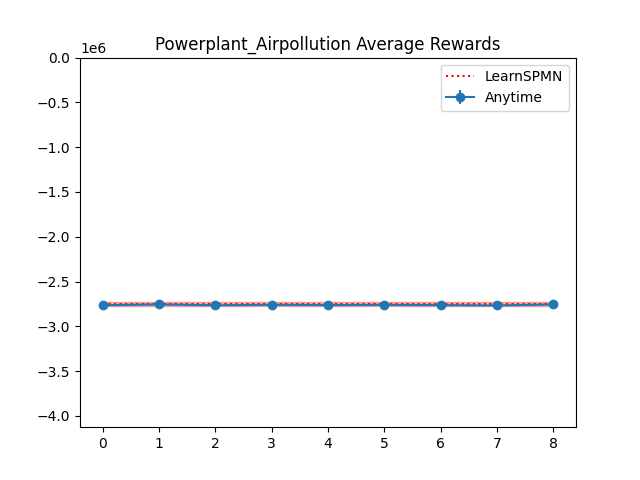 Powerplant_Airpollution Average Rewards
1e6
0.0
−0.5
−1.0
−1.5
−2.0
−2.5
−3.0
−3.5
−4.0
LearnSPMN
Anytime
0 1 2 3 4 5 6 7 8